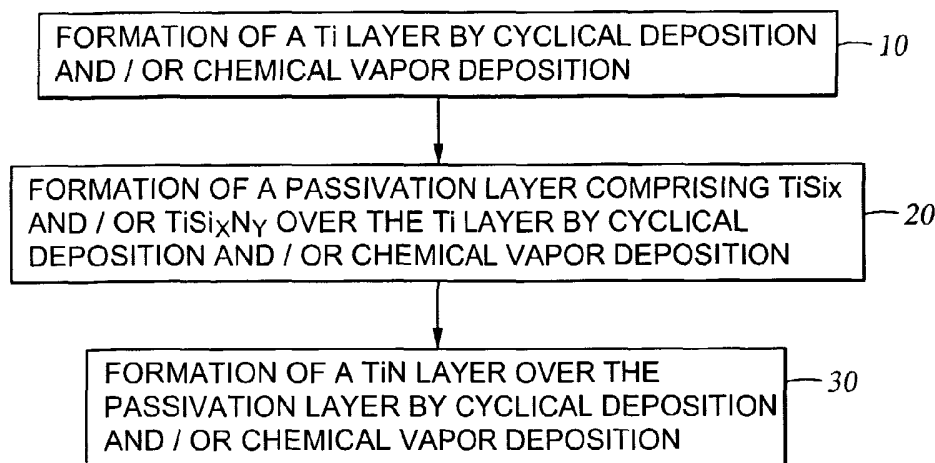 FORMATION OF A Ti LAYER BY CYCLICAL DEPOSITION
AND / OR CHEMICAL VAPOR DEPOSITION
10
FORMATION OF A PASSIVATION LAYER COMPRISING TiSix
AND / OR TiSiXNY OVER THE Ti LAYER BY CYCLICAL
DEPOSITION AND / OR CHEMICAL VAPOR DEPOSITION
20
FORMATION OF A TiN LAYER OVER THE
PASSIVATION LAYER BY CYCLICAL DEPOSITION
AND / OR CHEMICAL VAPOR DEPOSITION
30